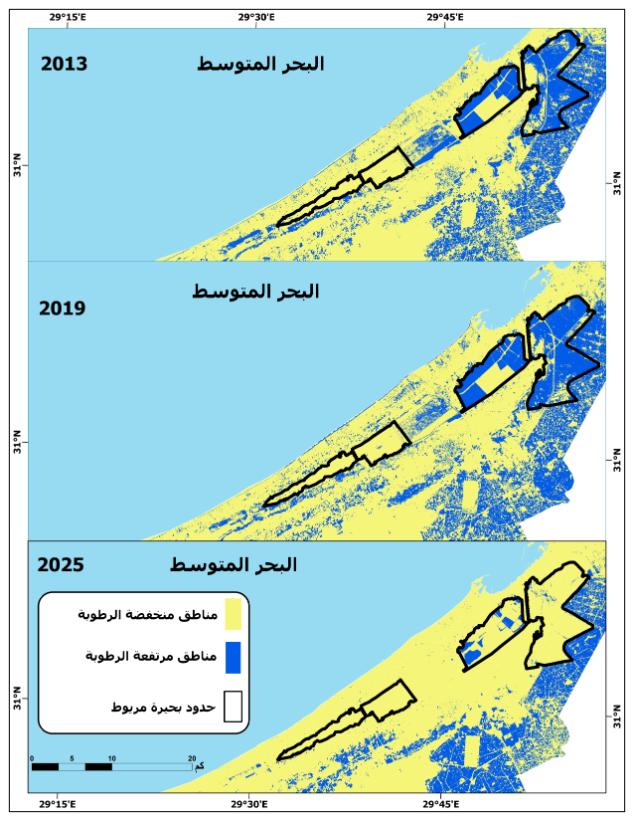 29°15'E 29°30'E 29°45'E
2013
البحر المتوسط
31°N
31°N
البحر المتوسط
2019
31°N
31°N
2025
البحر المتوسط
مناطق منخفضة الرطوبة
مناطق مرتفعة الرطوبة
حدود بحيرة مريوط
31°N
31°N
0 5 10 20
كم
29°15'E 29°30'E 29°45'E